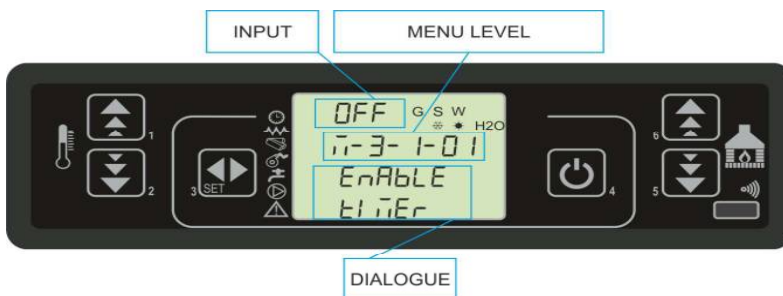 INPUT
MENU LEVEL
OFF G S W
H2O
M-3-1-01
EnAbLE
tIMEr
1
2
3 SET
4
5
6
DIALOGUE